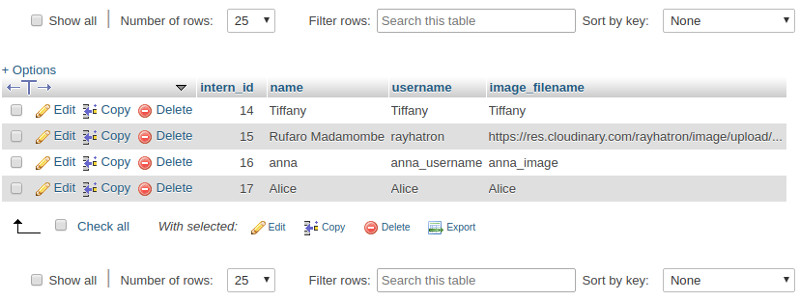 Show all Number of rows: 25 Filter rows: Search this table Sort by key: None
+ Options
intern_id name username image_filename
Edit Copy Delete 14 Tiffany Tiffany Tiffany
Edit Copy Delete 15 Rufaro Madamombe rayhatron https://res.cloudinary.com/rayhatron/image/upload/...
Edit Copy Delete 16 anna anna_username anna_image
Edit Copy Delete 17 Alice Alice Alice
Check all With selected: Edit Copy Delete Export
Show all Number of rows: 25 Filter rows: Search this table Sort by key: None